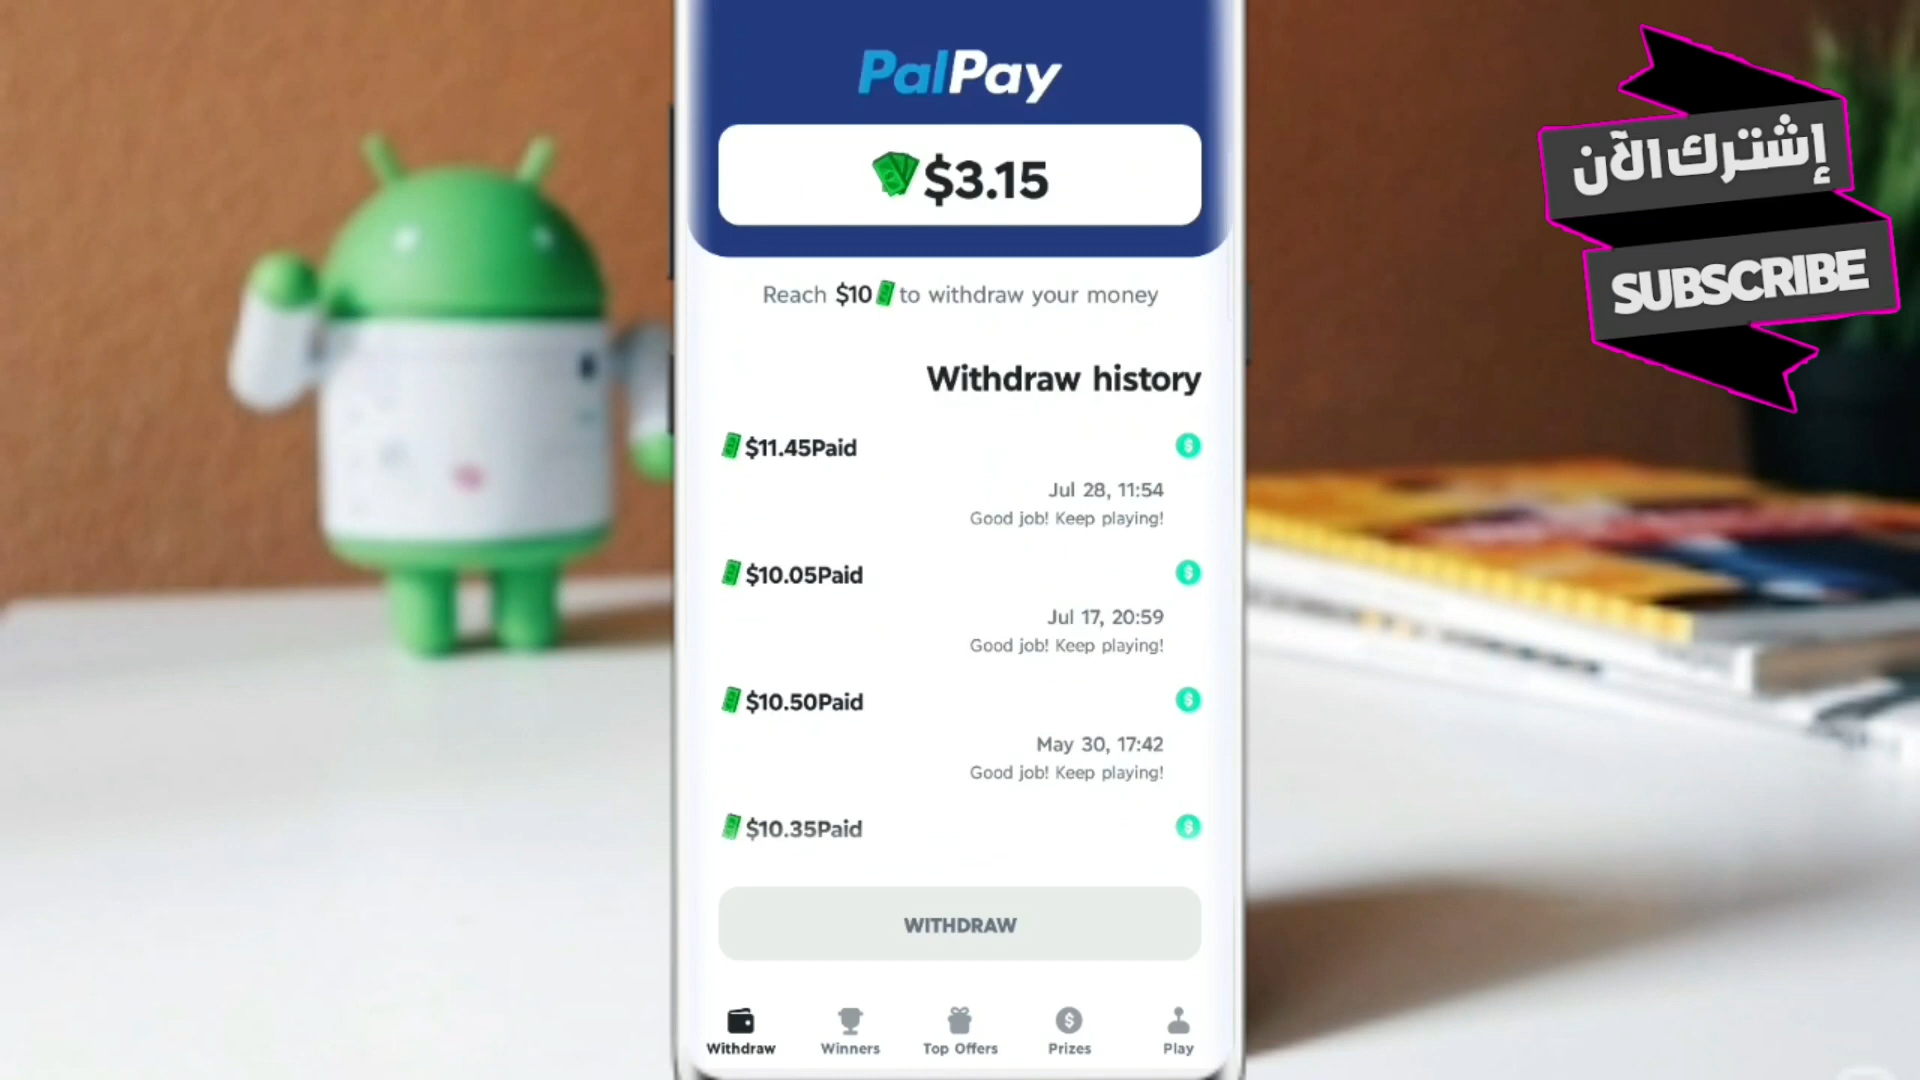 PalPay
$3.15
Reach $10 to withdraw your money
Withdraw history
$11.45Paid
Jul 28, 11:54
Good job! Keep playing!
$10.05Paid
Jul 17, 20:59
Good job! Keep playing!
$10.50Paid
May 30, 17:42
Good job! Keep playing!
$10.35Paid
WITHDRAW
Withdraw
Winners
Top Offers
Prizes
Play
إشترك الآن
SUBSCRIBE